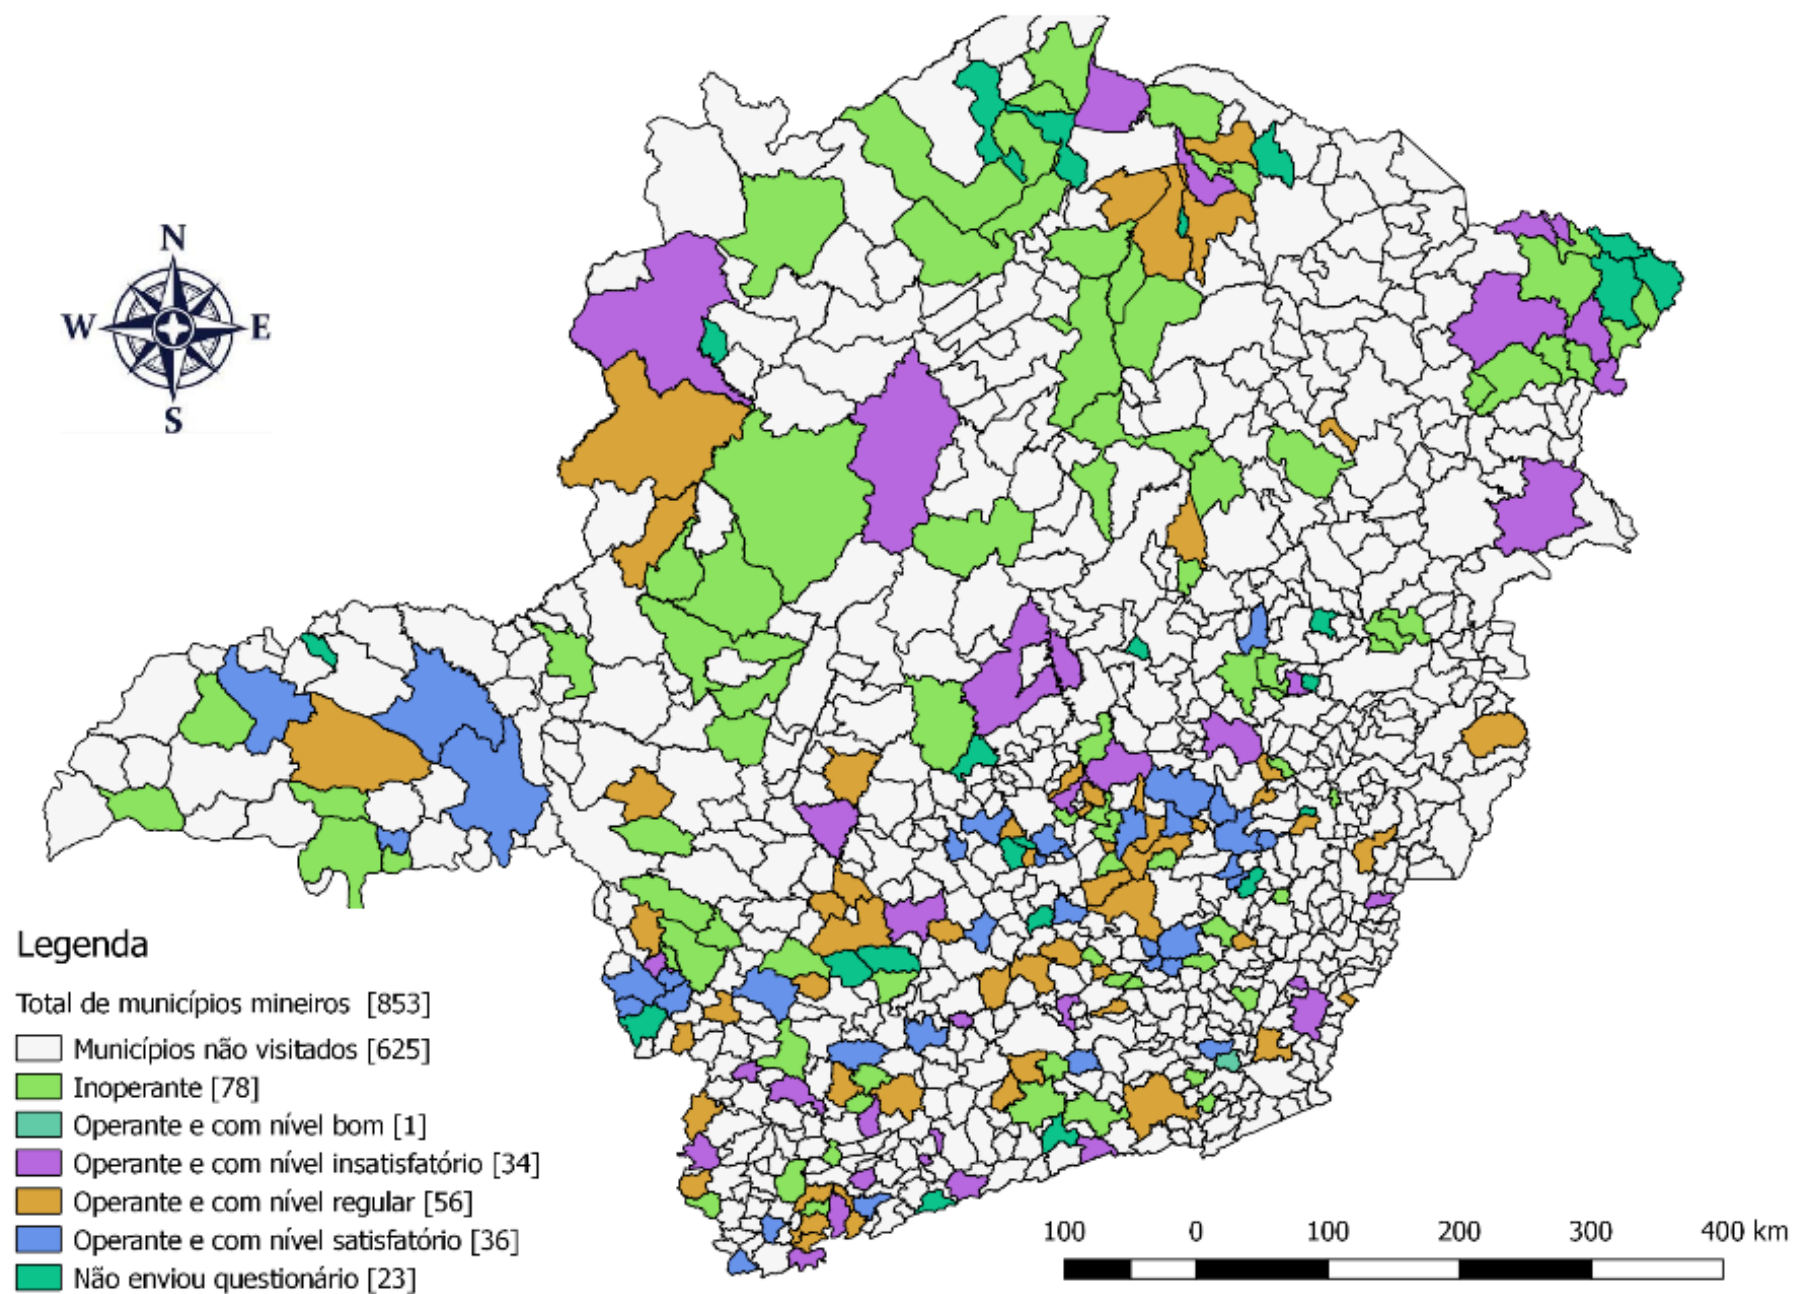 N
W E
S
Legenda
Total de municípios mineiros [853]
Municípios não visitados [625]
Inoperante [78]
Operante e com nível bom [1]
Operante e com nível insatisfatório [34]
Operante e com nível regular [56]
Operante e com nível satisfatório [36]
Não enviou questionário [23]
100 0 100 200 300 400 km